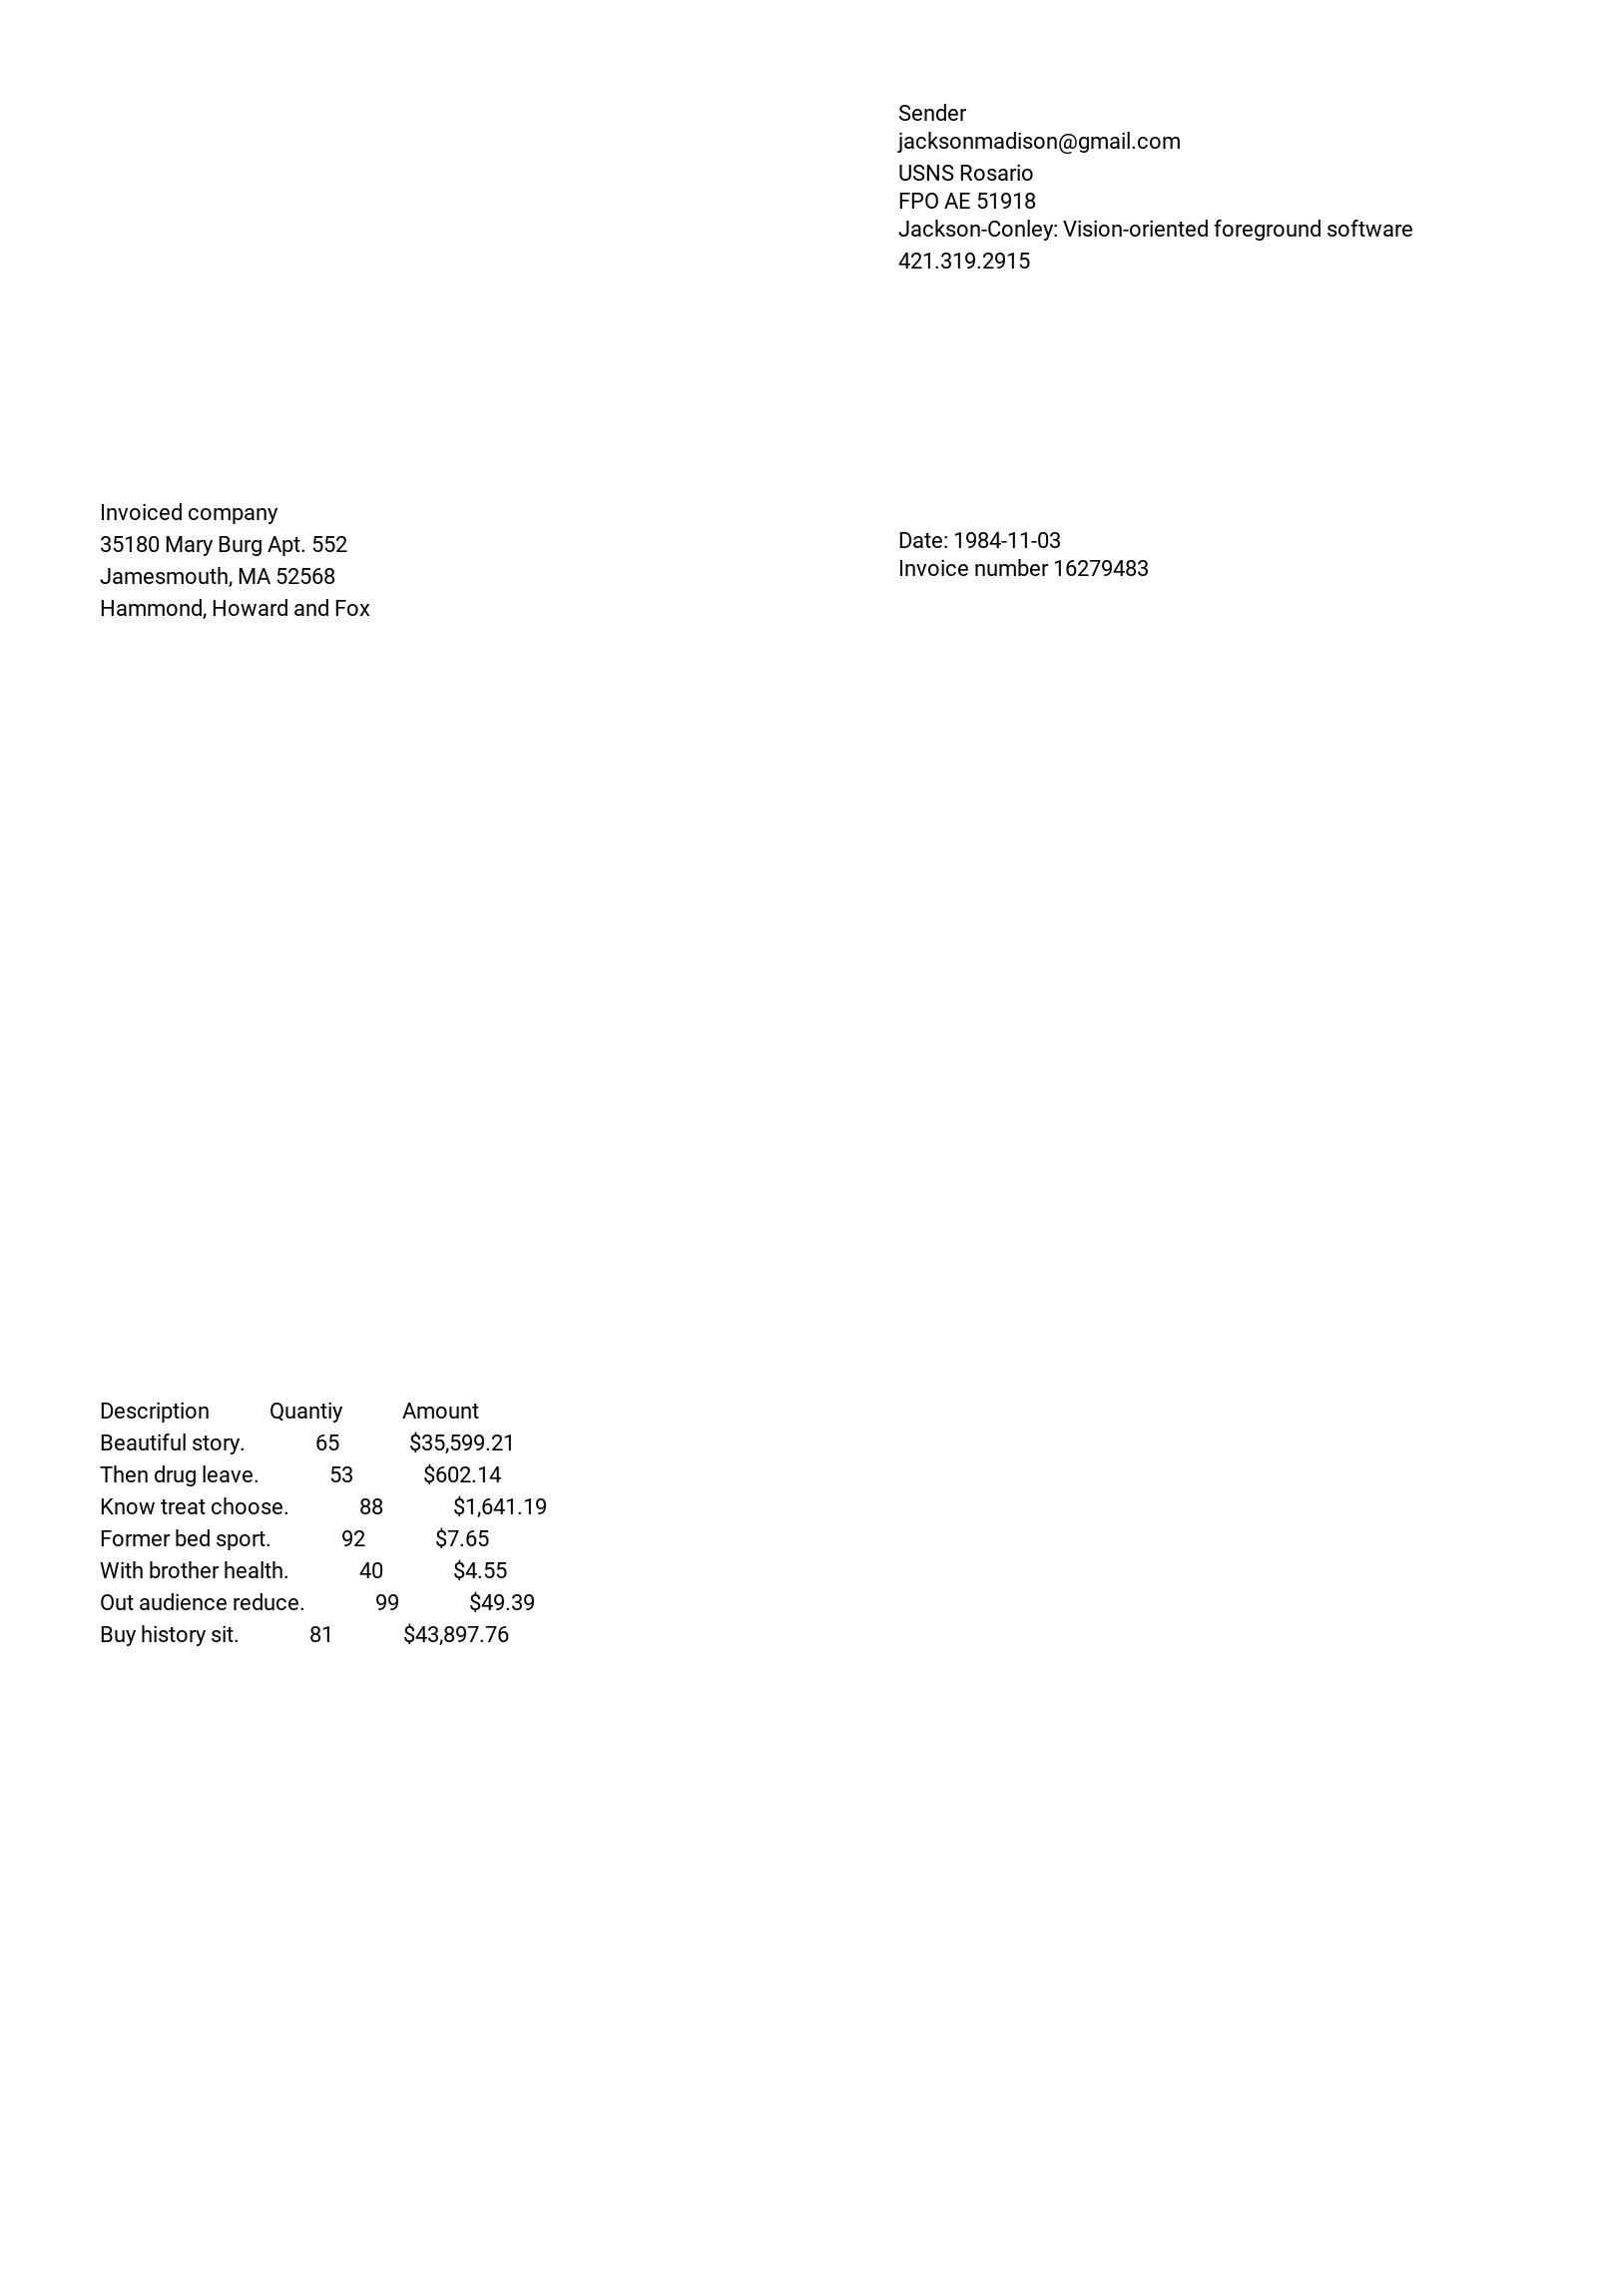 Sender
jacksonmadison@gmail.com
USNS Rosario
FPO AE 51918
Jackson-Conley: Vision-oriented foreground software
421.319.2915
Invoiced company
35180 Mary Burg Apt. 552
Jamesmouth, MA 52568
Hammond, Howard and Fox
Date: 1984-11-03
Invoice number 16279483
Description Quantiy Amount
Beautiful story. 65 $35,599.21
Then drug leave. 53 $602.14
Know treat choose. 88 $1,641.19
Former bed sport. 92 $7.65
With brother health. 40 $4.55
Out audience reduce. 99 $49.39
Buy history sit. 81 $43,897.76